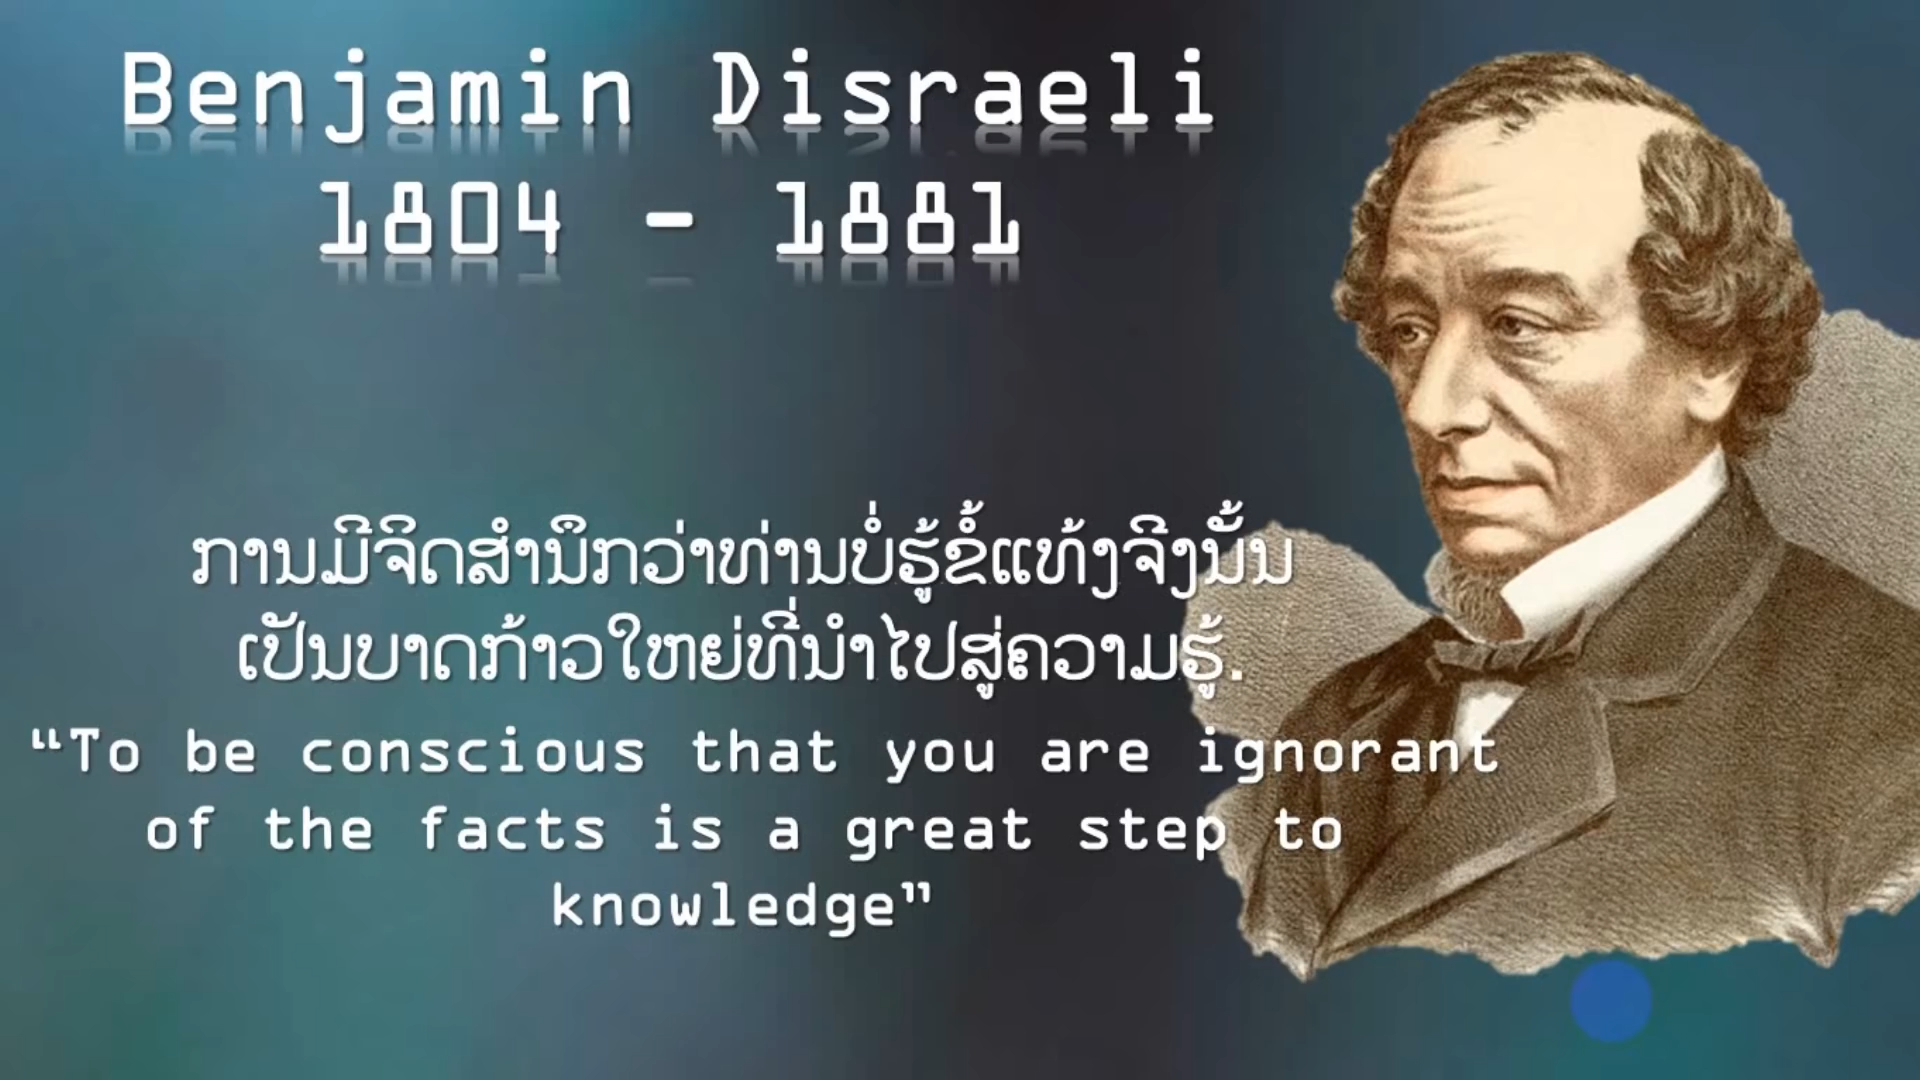 Benjamin Disraeli
1804 - 1881
ການມີຈິດສຳນຶກວ່າທ່ານບໍ່ຮູ້ຂໍ້ແທ້ງຈີງນັ້ນ
ເປັນບາດກ້າວໃຫຍ່ທີ່ນຳໄປສູ່ຄວາມຮູ້.
“To be conscious that you are ignorant
of the facts is a great step to
knowledge”